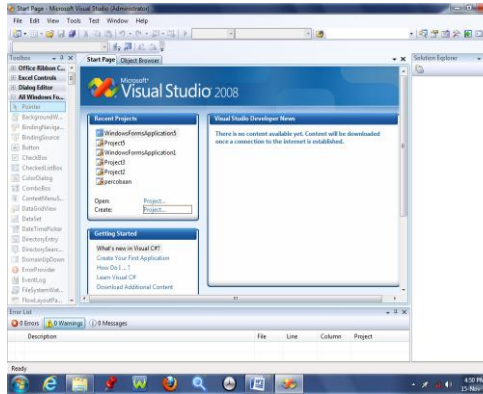 Start Page - Microsoft Visual Studio (Administrator)
File Edit View Tools Test Window Help
Toolbox
Office Ribbon C...
Excel Controls
Dialog Editor
All Windows Fo...
Pointer
BackgroundW...
BindingNaviga...
BindingSource
Button
CheckBox
CheckedListBox
ColorDialog
ComboBox
ContextMenuS...
DataGridView
DataSet
DateTimePicker
DirectoryEntry
DirectorySearc...
DomainUpDown
ErrorProvider
EventLog
FileSystemWat...
FlowLayoutPa...
Start Page Object Browser
Microsoft®
Visual Studio 2008
Recent Projects
WindowsFormsApplication3
Project5
WindowsFormsApplication1
Project3
Project2
percobaan
Open: Project...
Create: Project...
Getting Started
What's new in Visual C#?
Create Your First Application
How Do I ... ?
Learn Visual C#
Download Additional Content
Visual Studio Developer News
There is no content available yet. Content will be downloaded
once a connection to the internet is established.
Solution Explorer
Error List
0 Errors 0 Warnings 0 Messages
Description File Line Column Project
Ready
4:50 PM
15-Nov-